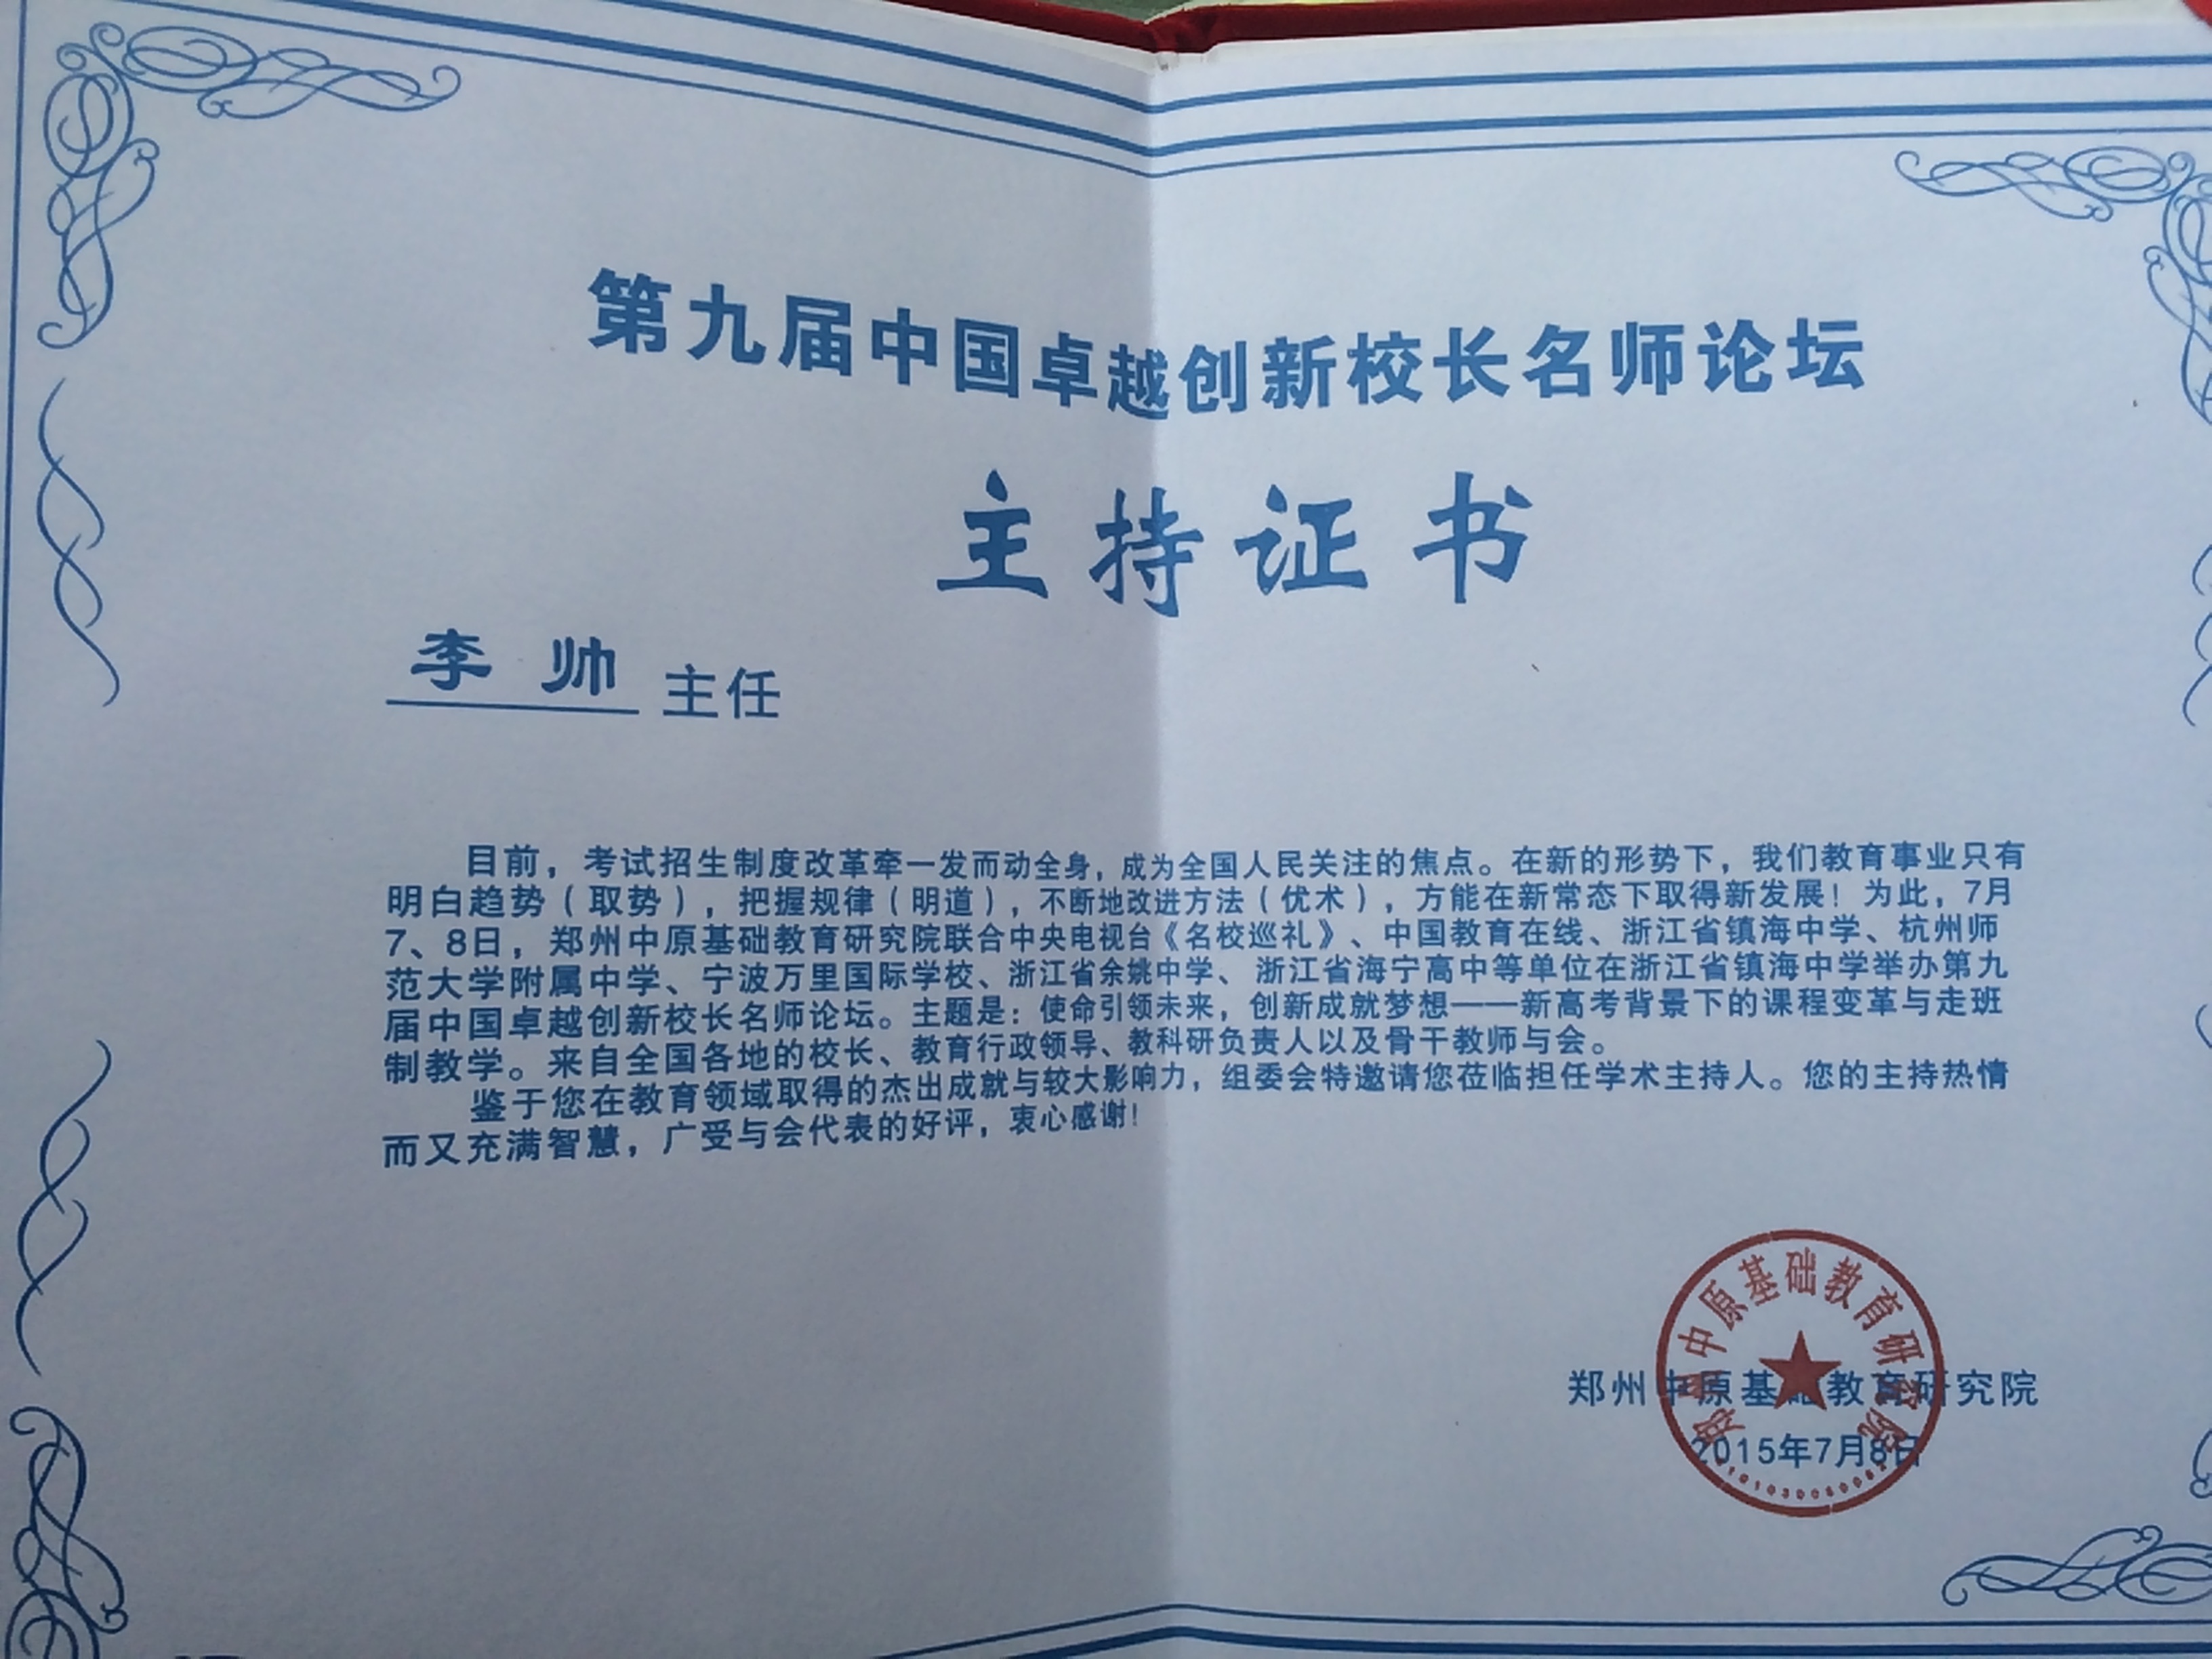 第九届中国卓越创新校长名师论坛
主持证书
李 帅 主任
目前，考试招生制度改革牵一发而动全身，成为全国人民关注的焦点。在新的形势下，我们教育事业只有
明白趋势（取势），把握规律（明道），不断地改进方法（优术），方能在新常态下取得新发展！为此，7月
7、8日，郑州中原基础教育研究院联合中央电视台《名校巡礼》、中国教育在线、浙江省镇海中学、杭州师
范大学附属中学、宁波万里国际学校、浙江省余姚中学、浙江省海宁高中等单位在浙江省镇海中学举办第九
届中国卓越创新校长名师论坛。主题是：使命引领未来，创新成就梦想——新高考背景下的课程变革与走班
制教学。来自全国各地的校长、教育行政领导、教科研负责人以及骨干教师与会。
鉴于您在教育领域取得的杰出成就与较大影响力，组委会特邀请您莅临担任学术主持人。您的主持热情
而又充满智慧，广受与会代表的好评，衷心感谢！
郑州中原基础教育研究院
郑州中原基础教育研究院
2015年7月8日